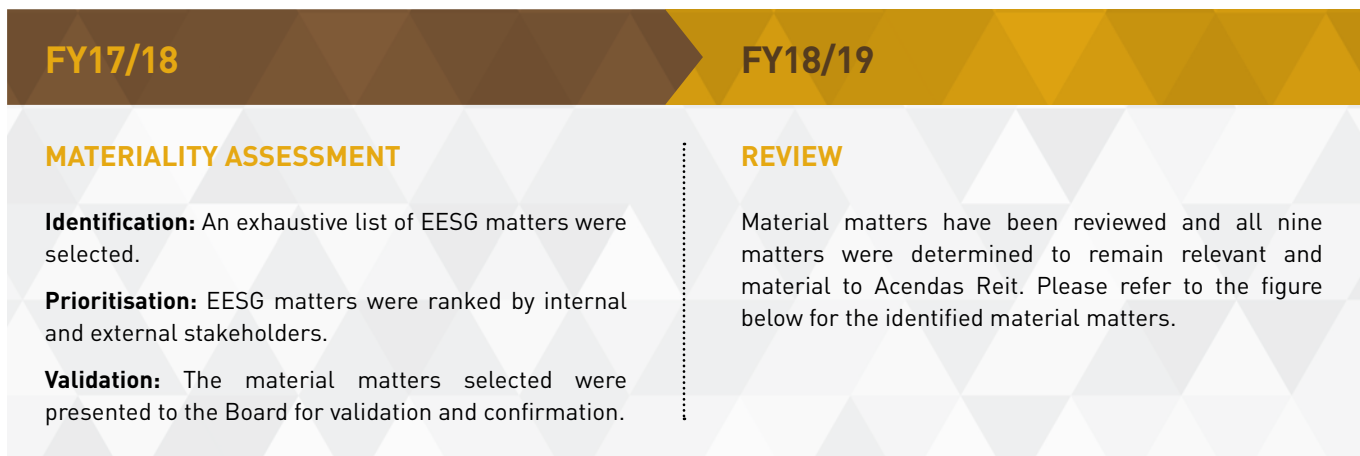 FY17/18
FY18/19
MATERIALITY ASSESSMENT
Identification: An exhaustive list of EESG matters were
selected.
Prioritisation: EESG matters were ranked by internal
and external stakeholders.
Validation: The material matters selected were
presented to the Board for validation and confirmation.
REVIEW
Material matters have been reviewed and all nine
matters were determined to remain relevant and
material to Acendas Reit. Please refer to the figure
below for the identified material matters.